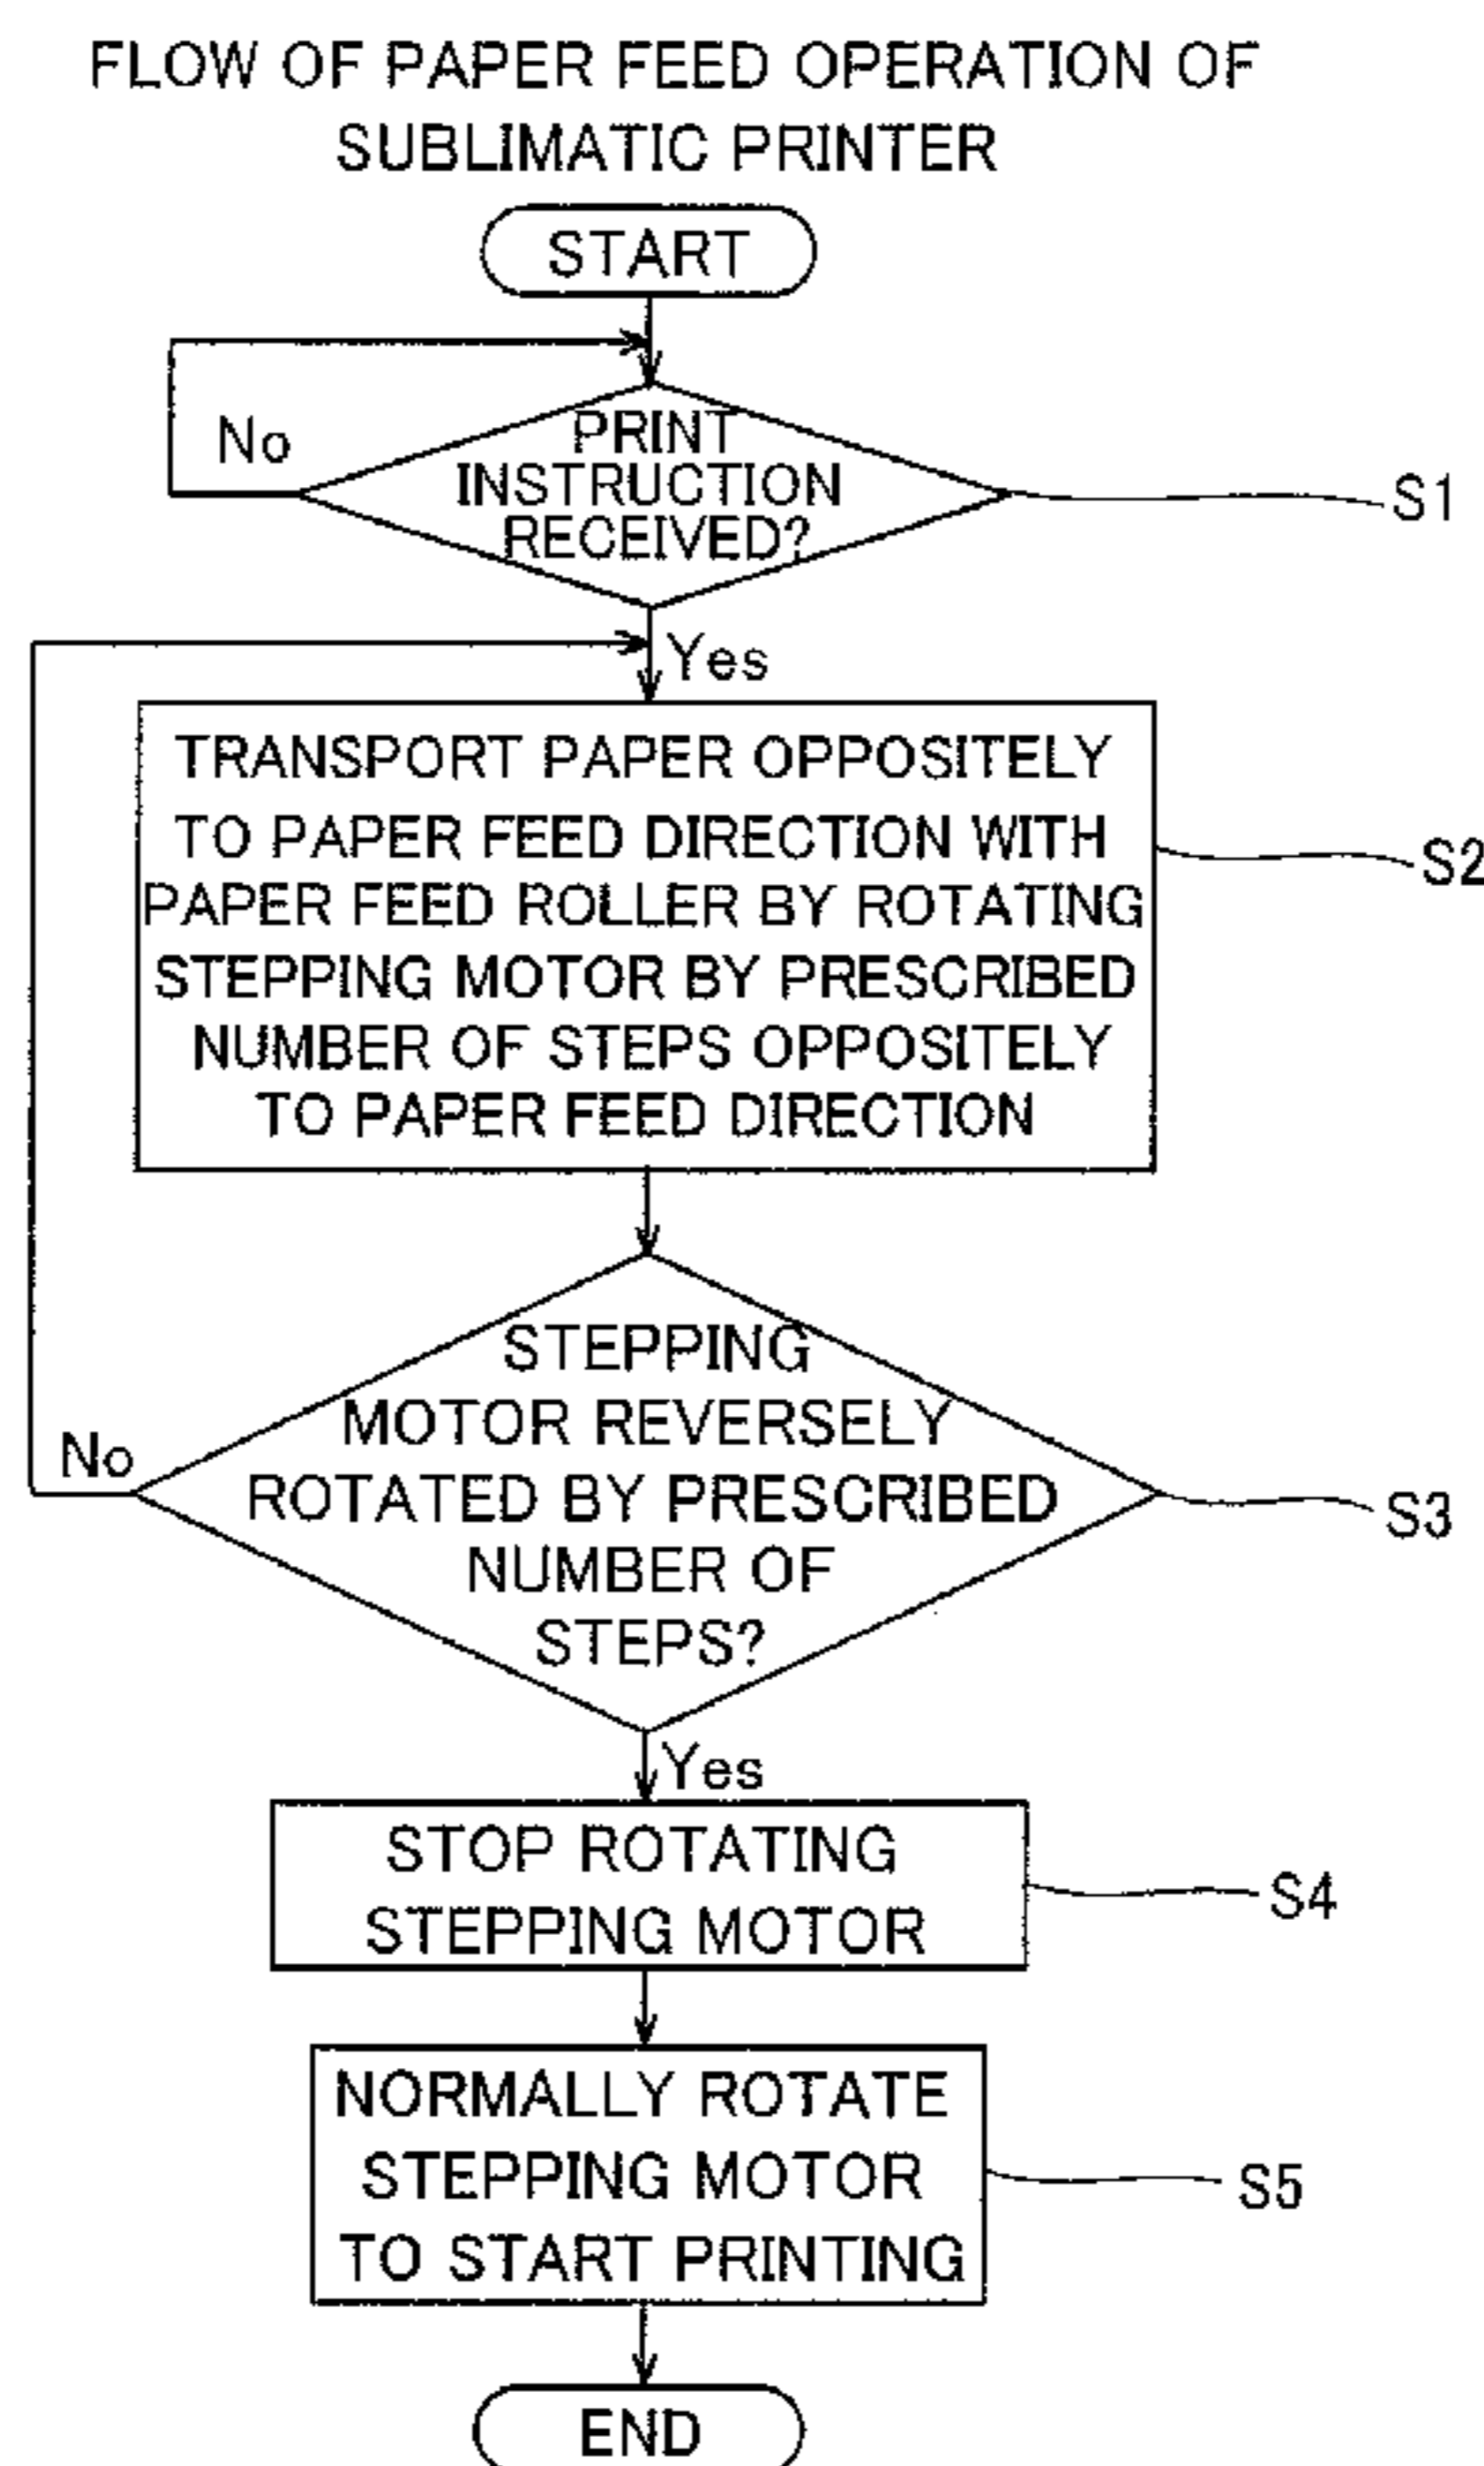 FLOW OF PAPER FEED OPERATION OF
SUBLIMATIC PRINTER
START
No
PRINT
INSTRUCTION
RECEIVED?
S1
Yes
TRANSPORT PAPER OPPOSITELY
TO PAPER FEED DIRECTION WITH
PAPER FEED ROLLER BY ROTATING
STEPPING MOTOR BY PRESCRIBED
NUMBER OF STEPS OPPOSITELY
TO PAPER FEED DIRECTION
S2
STEPPING
MOTOR REVERSELY
ROTATED BY PRESCRIBED
NUMBER OF
STEPS?
No
S3
Yes
STOP ROTATING
STEPPING MOTOR
S4
NORMALLY ROTATE
STEPPING MOTOR
TO START PRINTING
S5
END